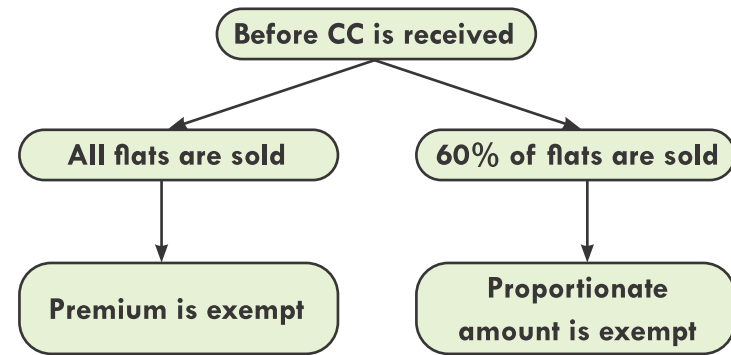 Before CC is received
All flats are sold
60% of flats are sold
Premium is exempt
Proportionate
amount is exempt